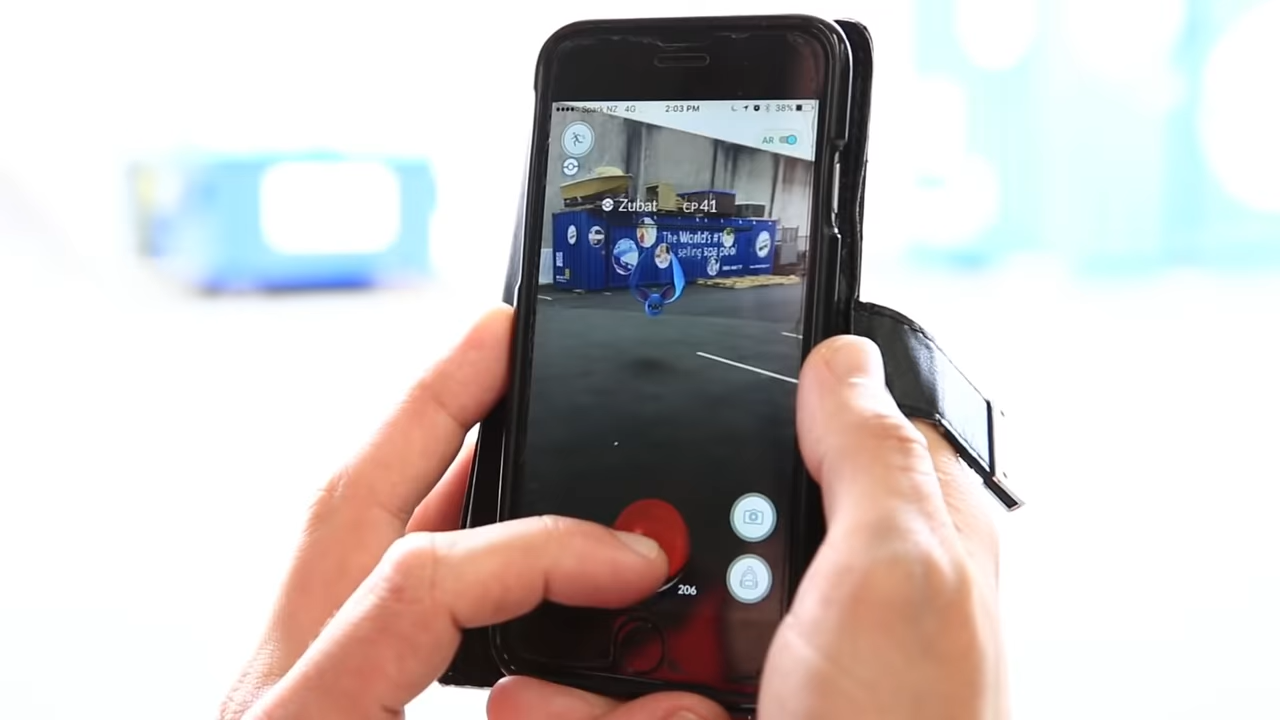 Spark NZ 4G 2:03 PM 38%
AR
Zubat CP 41
The World's #1
selling spa pool
206